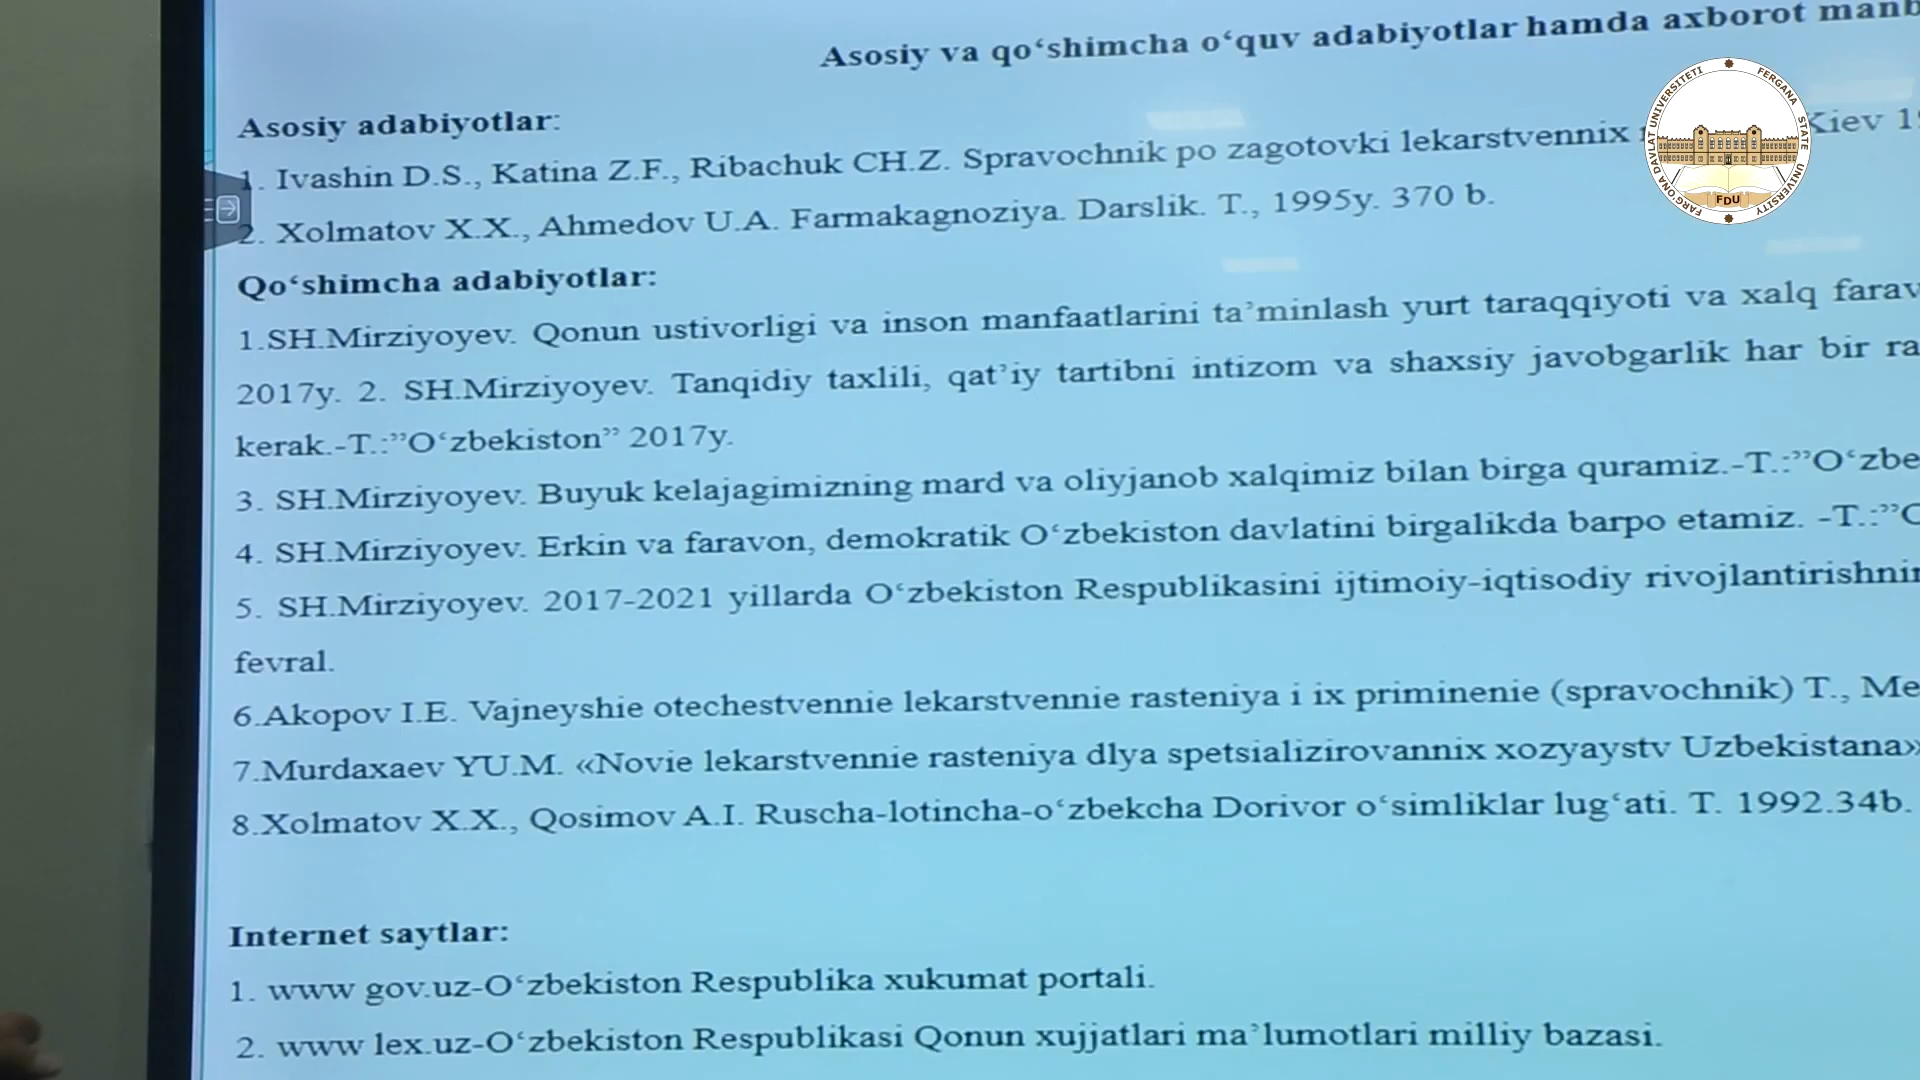 Asosiy va qo‘shimcha o‘quv adabiyotlar hamda axborot manb
Asosiy adabiyotlar:
1. Ivashin D.S., Katina Z.F., Ribachuk CH.Z. Spravochnik po zagotovki lekarstvennix Kiev
2. Xolmatov X.X., Ahmedov U.A. Farmakagnoziya. Darslik. T., 1995y. 370 b.
Qo‘shimcha adabiyotlar:
1.SH.Mirziyoyev. Qonun ustivorligi va inson manfaatlarini ta’minlash yurt taraqqiyoti va xalq farav
2017y. 2. SH.Mirziyoyev. Tanqidiy taxlili, qat’iy tartibni intizom va shaxsiy javobgarlik har bir ra
kerak.-T.:”O‘zbekiston” 2017y.
3. SH.Mirziyoyev. Buyuk kelajagimizning mard va oliyjanob xalqimiz bilan birga quramiz.-T.:”O‘zbe
4. SH.Mirziyoyev. Erkin va faravon, demokratik O‘zbekiston davlatini birgalikda barpo etamiz. -T.:”O
5. SH.Mirziyoyev. 2017-2021 yillarda O‘zbekiston Respublikasini ijtimoiy-iqtisodiy rivojlantirishnin
fevral.
6.Akopov I.E. Vajneyshie otechestvennie lekarstvennie rasteniya i ix priminenie (spravochnik) T., Me
7.Murdaxaev YU.M. «Novie lekarstvennie rasteniya dlya spetsializirovannix xozyaystv Uzbekistana»
8.Xolmatov X.X., Qosimov A.I. Ruscha-lotincha-o‘zbekcha Dorivor o‘simliklar lug‘ati. T. 1992.34b.
Internet saytlar:
1. www gov.uz-O‘zbekiston Respublika xukumat portali.
2. www lex.uz-O‘zbekiston Respublikasi Qonun xujjatlari ma’lumotlari milliy bazasi.
FARG‘ONA DAVLAT UNIVERSITETI
FERGANA STATE UNIVERSITY
FDU